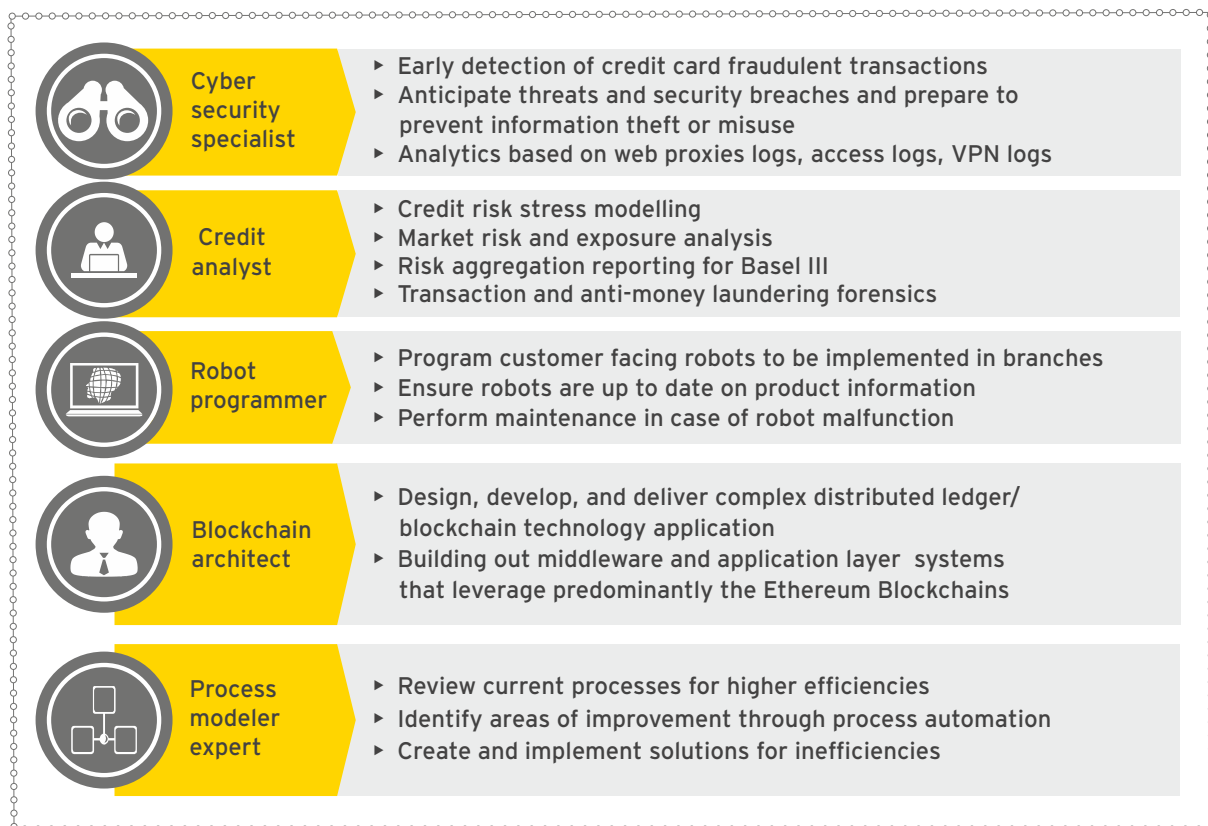 Cyber
security
specialist
▸ Early detection of credit card fraudulent transactions
▸ Anticipate threats and security breaches and prepare to
prevent information theft or misuse
▸ Analytics based on web proxies logs, access logs, VPN logs
Credit
analyst
▸ Credit risk stress modelling
▸ Market risk and exposure analysis
▸ Risk aggregation reporting for Basel III
▸ Transaction and anti-money laundering forensics
Robot
programmer
▸ Program customer facing robots to be implemented in branches
▸ Ensure robots are up to date on product information
▸ Perform maintenance in case of robot malfunction
Blockchain
architect
▸ Design, develop, and deliver complex distributed ledger/
blockchain technology application
▸ Building out middleware and application layer systems
that leverage predominantly the Ethereum Blockchains
Process
modeler
expert
▸ Review current processes for higher efficiencies
▸ Identify areas of improvement through process automation
▸ Create and implement solutions for inefficiencies